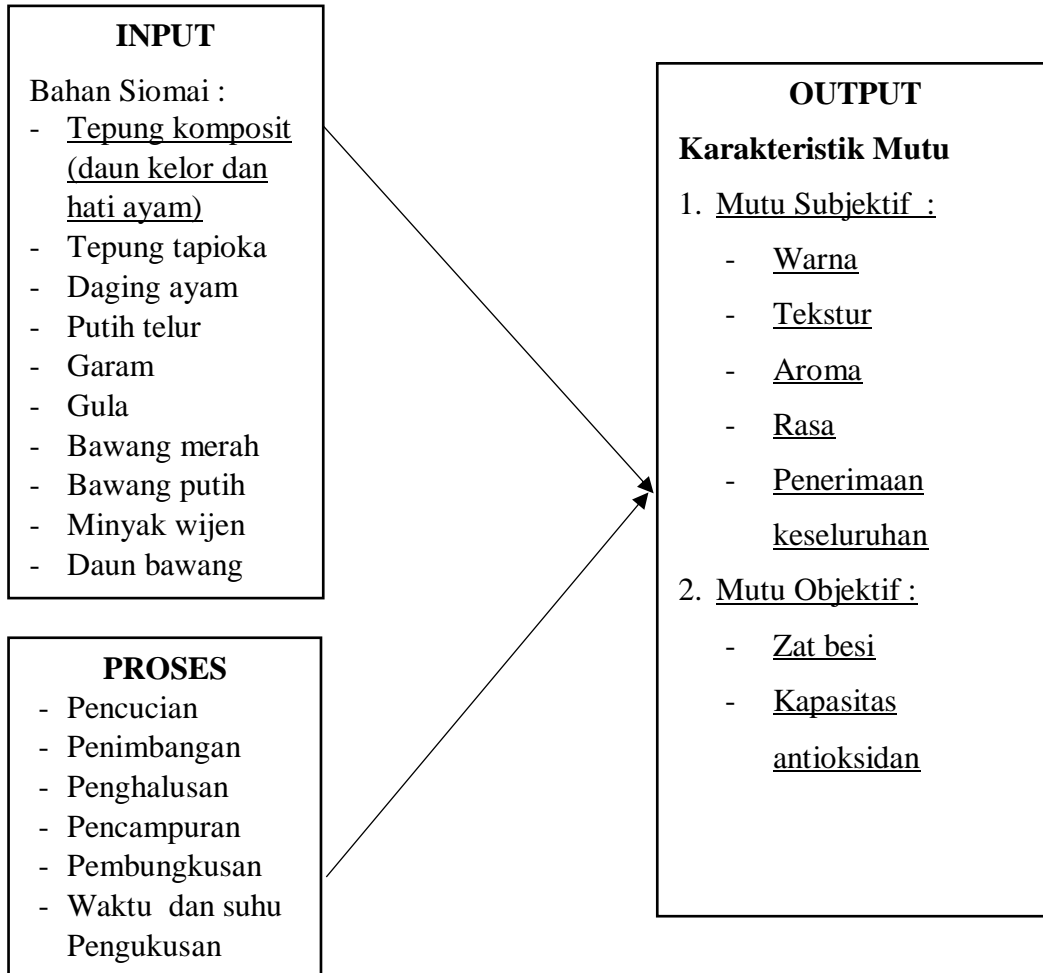 INPUT
Bahan Siomai :
- Tepung komposit
(daun kelor dan
hati ayam)
- Tepung tapioka
- Daging ayam
- Putih telur
- Garam
- Gula
- Bawang merah
- Bawang putih
- Minyak wijen
- Daun bawang
PROSES
- Pencucian
- Penimbangan
- Penghalusan
- Pencampuran
- Pembungkusan
- Waktu dan suhu
Pengukusan
OUTPUT
Karakteristik Mutu
1. Mutu Subjektif :
- Warna
- Tekstur
- Aroma
- Rasa
- Penerimaan
keseluruhan
2. Mutu Objektif :
- Zat besi
- Kapasitas
antioksidan